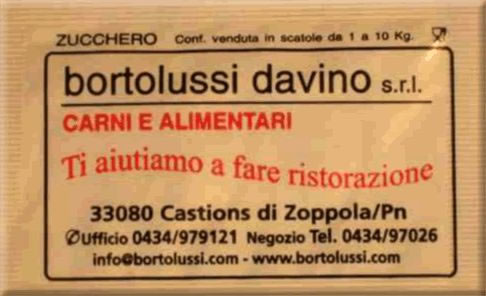 ZUCCHERO Conf. venduta in scatole da 1 a 10 Kg.
bortolussi davino s.r.l.
CARNI E ALIMENTARI
Ti aiutiamo a fare ristorazione
33080 Castions di Zoppola/Pn
✆Ufficio 0434/979121 Negozio Tel. 0434/97026
info@bortolussi.com - www.bortolussi.com